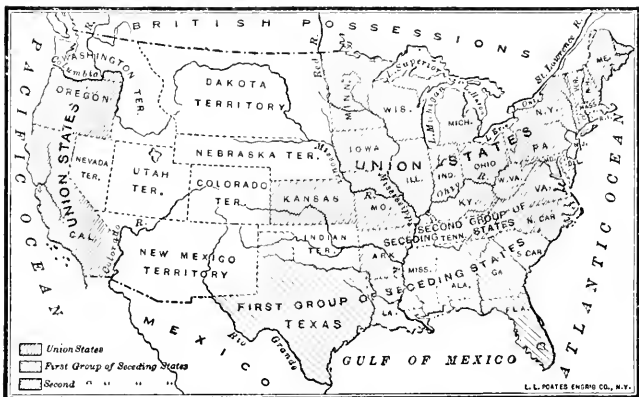 BRITISH POSSESSIONS
PACIFIC OCEAN
ATLANTIC OCEAN
WASHINGTON TER.
Columbia
R.
OREGON
UNION STATES
NEVADA TER.
CAL.
UTAH TER.
Colorado R.
DAKOTA TERRITORY
NEBRASKA TER.
COLORADO TER.
KANSAS
NEW MEXICO TERRITORY
INDIAN TER.
Red R.
MINN.
WIS.
IOWA
Missouri
R.
Mississippi
L. Superior
L. Michigan
MICH.
Huron
UNION STATES
ILL.
IND.
OHIO
Ohio R.
MO.
KY.
W.VA.
VA.
PA.
N.Y.
L. Erie
Ont.
St. Lawrence R.
ME.
VER.
MASS.
SECOND GROUP OF
SECEDING STATES
TENN.
N. CAR
ARK.
S CAR
MISS.
ALA.
GA
LA.
FLA.
FIRST GROUP OF SECEDING STATES
TEXAS
MEXICO
Rio Grande
GULF OF MEXICO
Union States
First Group of Seceding States
Second " " " "
L. L. POATES ENGR'G CO., N.Y.